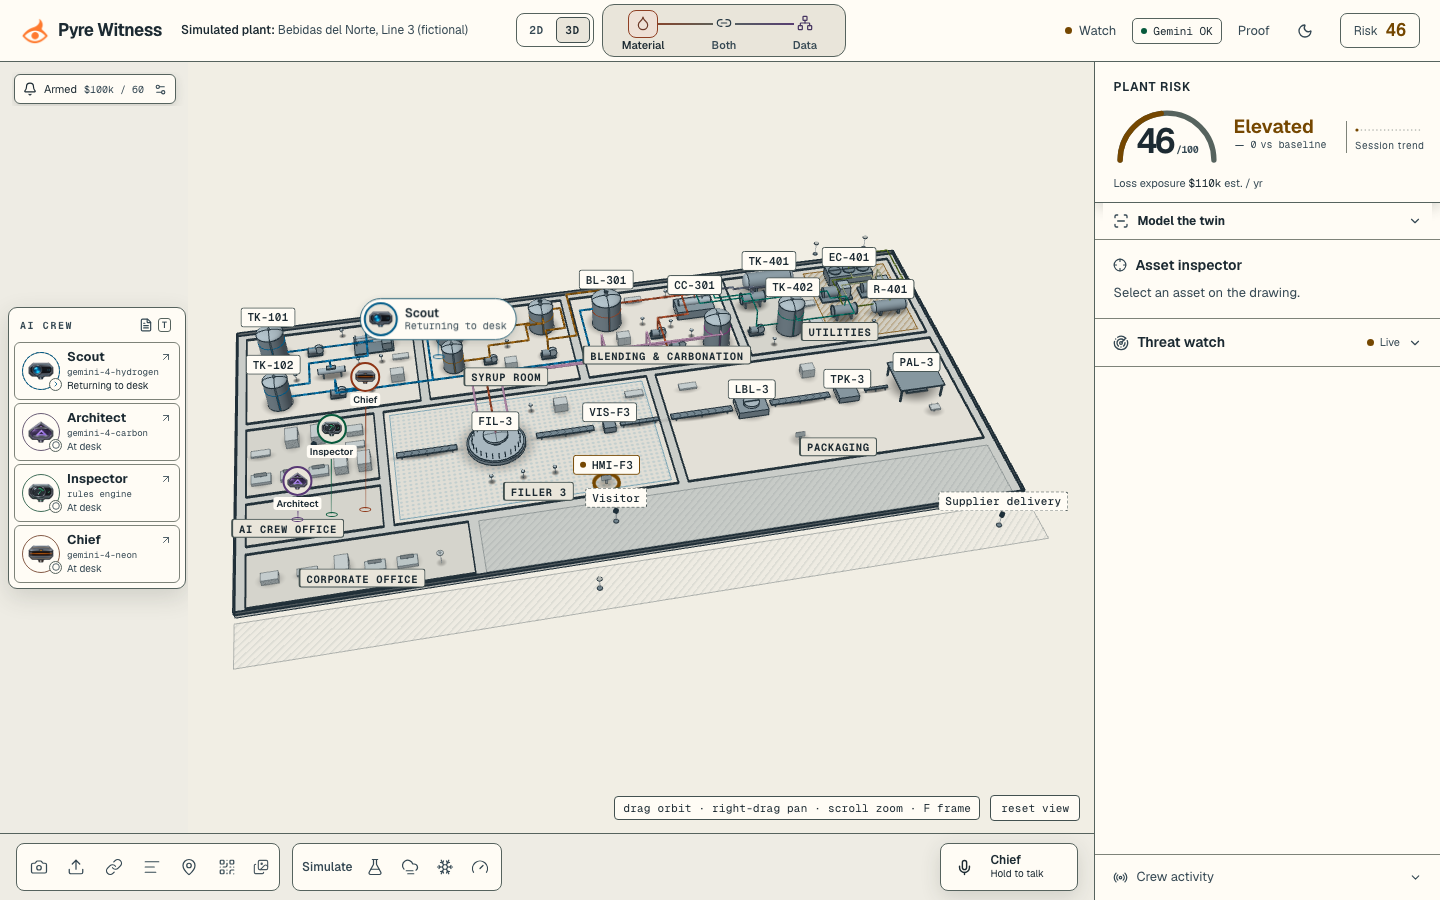 Pyre Witness
Simulated plant: Bebidas del Norte, Line 3 (fictional)
2D
3D
Material
Both
Data
Watch
Gemini OK
Proof
Risk 46
Armed $100k / 60
AI CREW
T
Scout
gemini-4-hydrogen
Returning to desk
Architect
gemini-4-carbon
At desk
Inspector
rules engine
At desk
Chief
gemini-4-neon
At desk
TK-101
TK-102
Scout
Returning to desk
Chief
Inspector
Architect
AI CREW OFFICE
CORPORATE OFFICE
SYRUP ROOM
BL-301
CC-301
BLENDING & CARBONATION
TK-401
EC-401
TK-402
R-401
UTILITIES
FIL-3
VIS-F3
HMI-F3
FILLER 3
Visitor
LBL-3
TPK-3
PAL-3
PACKAGING
Supplier delivery
drag orbit · right-drag pan · scroll zoom · F frame
reset view
Simulate
Chief
Hold to talk
PLANT RISK
46/100
Elevated
— 0 vs baseline
Session trend
Loss exposure $110k est. / yr
Model the twin
Asset inspector
Select an asset on the drawing.
Threat watch
Live
Crew activity